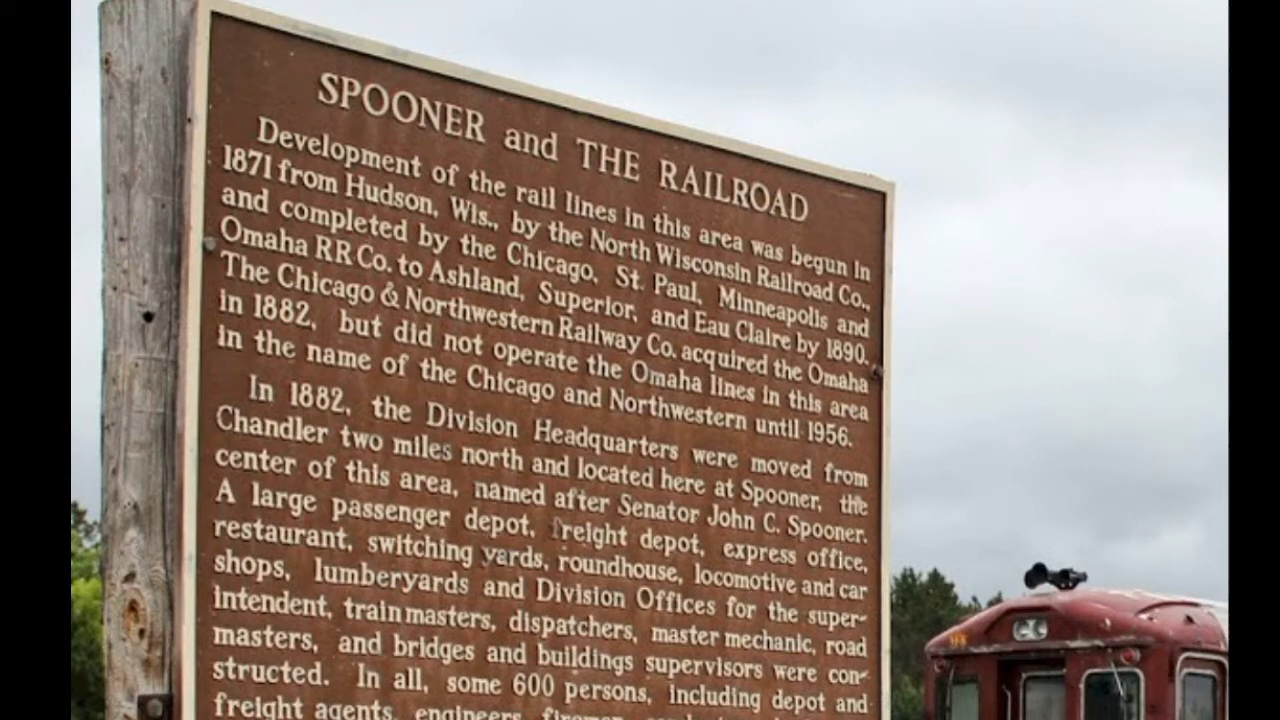 SPOONER and THE RAILROAD
Development of the rail lines in this area was begun in
1871 from Hudson, Wis., by the North Wisconsin Railroad Co.,
and completed by the Chicago, St. Paul, Minneapolis and
Omaha RR Co. to Ashland, Superior, and Eau Claire by 1890.
The Chicago & Northwestern Railway Co. acquired the Omaha
in 1882, but did not operate the Omaha lines in this area
in the name of the Chicago and Northwestern until 1956.
In 1882, the Division Headquarters were moved from
Chandler two miles north and located here at Spooner, the
center of this area, named after Senator John C. Spooner.
A large passenger depot, freight depot, express office,
restaurant, switching yards, roundhouse, locomotive and car
shops, lumberyards and Division Offices for the super-
intendent, trainmasters, dispatchers, master mechanic, road
masters, and bridges and buildings supervisors were con-
structed. In all, some 600 persons, including depot and
freight agents, engineers, firemen